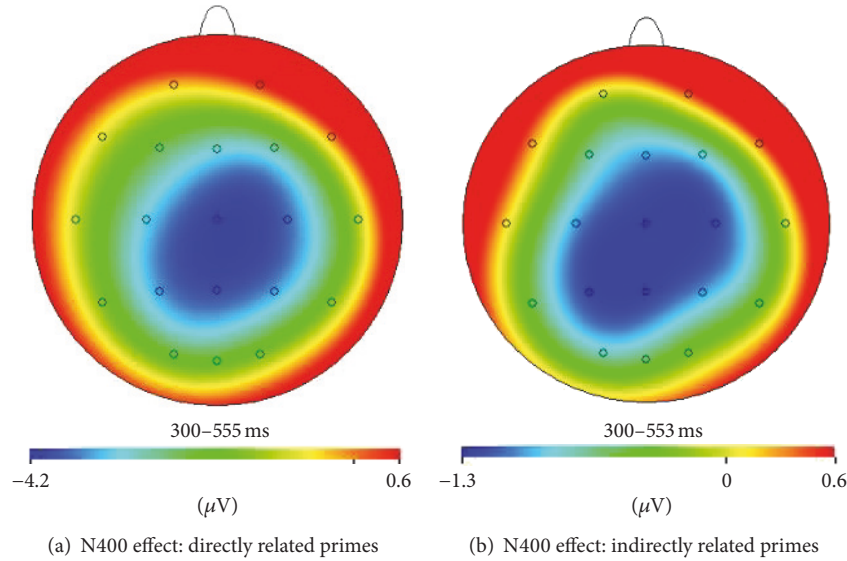 300–555 ms
−4.2
0.6
(μV)
(a) N400 effect: directly related primes
300–553 ms
−1.3
0
0.6
(μV)
(b) N400 effect: indirectly related primes